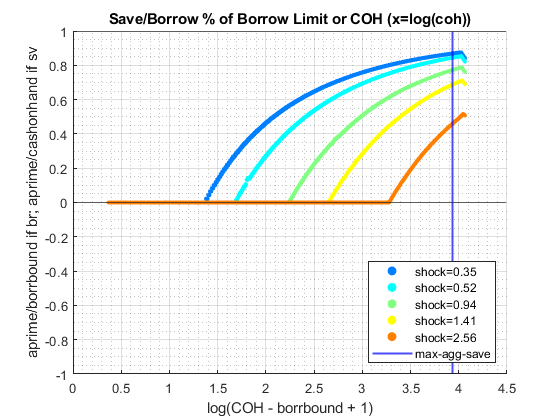 Save/Borrow % of Borrow Limit or COH (x=log(coh))
aprime/borrbound if br; aprime/cashonhand if sv
1
0.8
0.6
0.4
0.2
0
-0.2
-0.4
-0.6
-0.8
-1
shock=0.35
shock=0.52
shock=0.94
shock=1.41
shock=2.56
max-agg-save
0 0.5 1 1.5 2 2.5 3 3.5 4 4.5
log(COH - borrbound + 1)